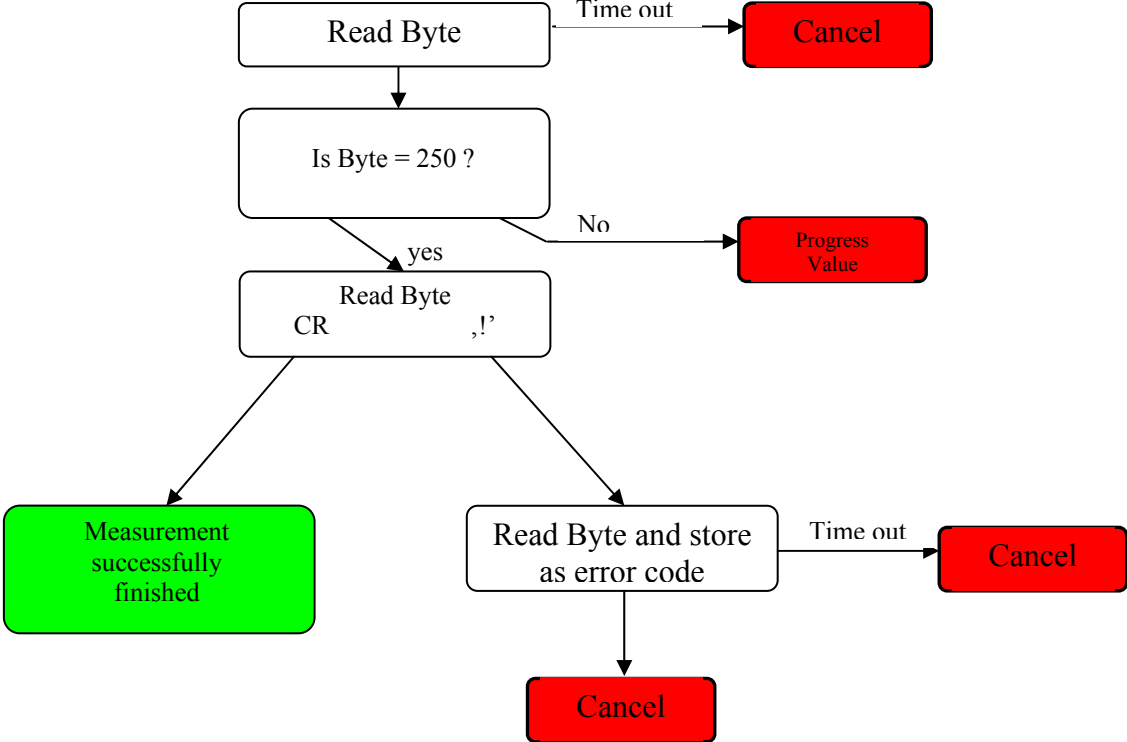 Read Byte
Time out
Cancel
Is Byte = 250 ?
No
Progress
Value
yes
Read Byte
CR ‚!’
Measurement
successfully
finished
Read Byte and store
as error code
Time out
Cancel
Cancel